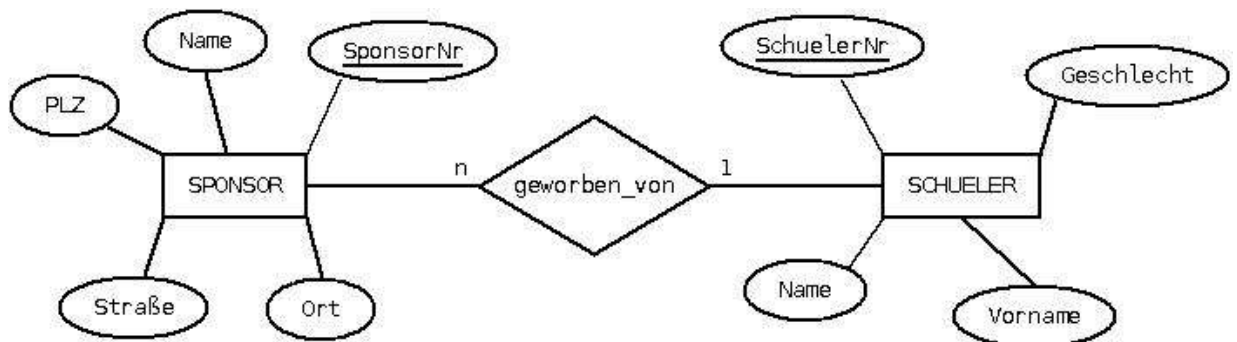 Name
SponsorNr
SchuelerNr
Geschlecht
PLZ
SPONSOR
n
geworben_von
1
SCHUELER
Straße
Ort
Name
Vorname